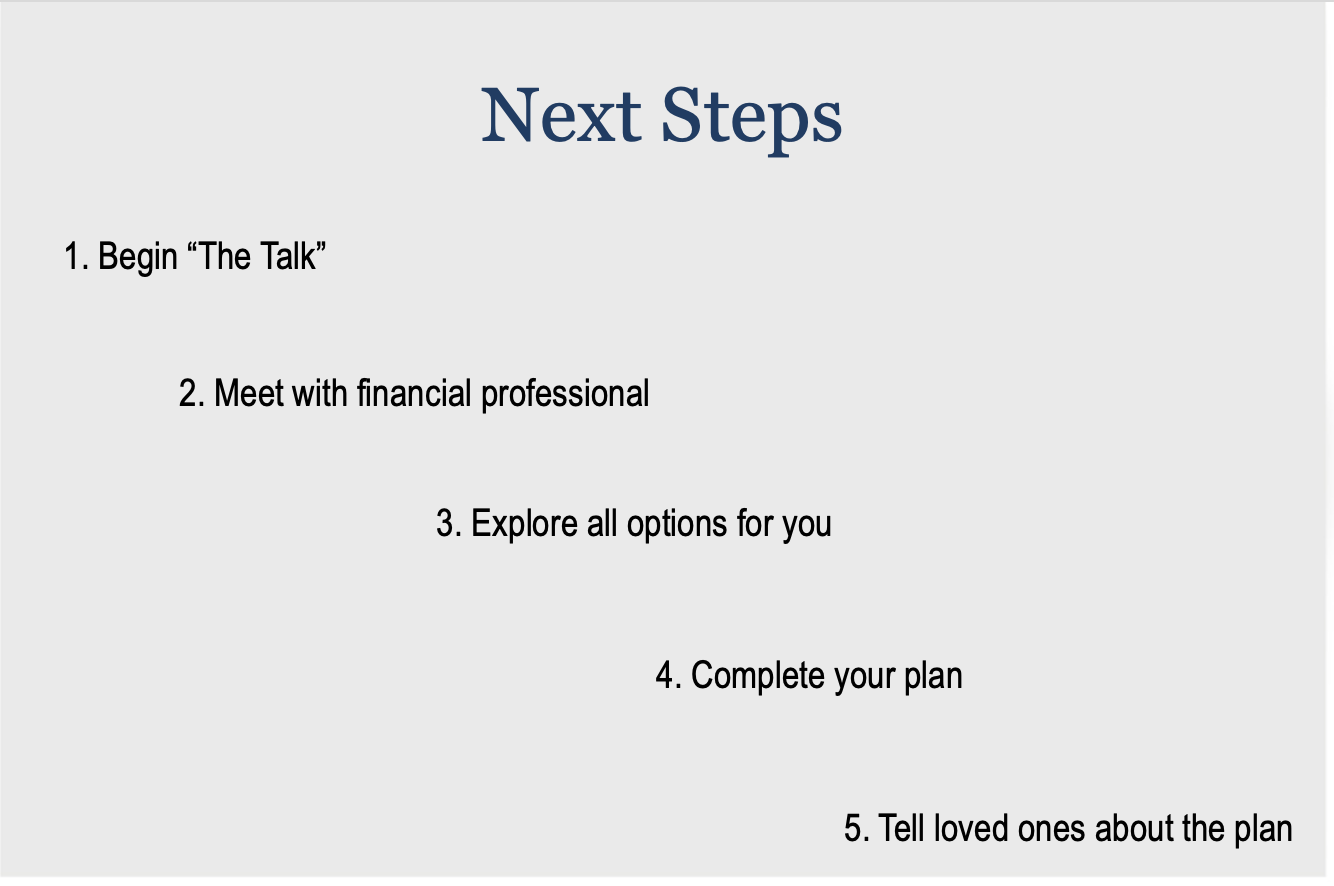 Next Steps
1. Begin “The Talk”
2. Meet with financial professional
3. Explore all options for you
4. Complete your plan
5. Tell loved ones about the plan